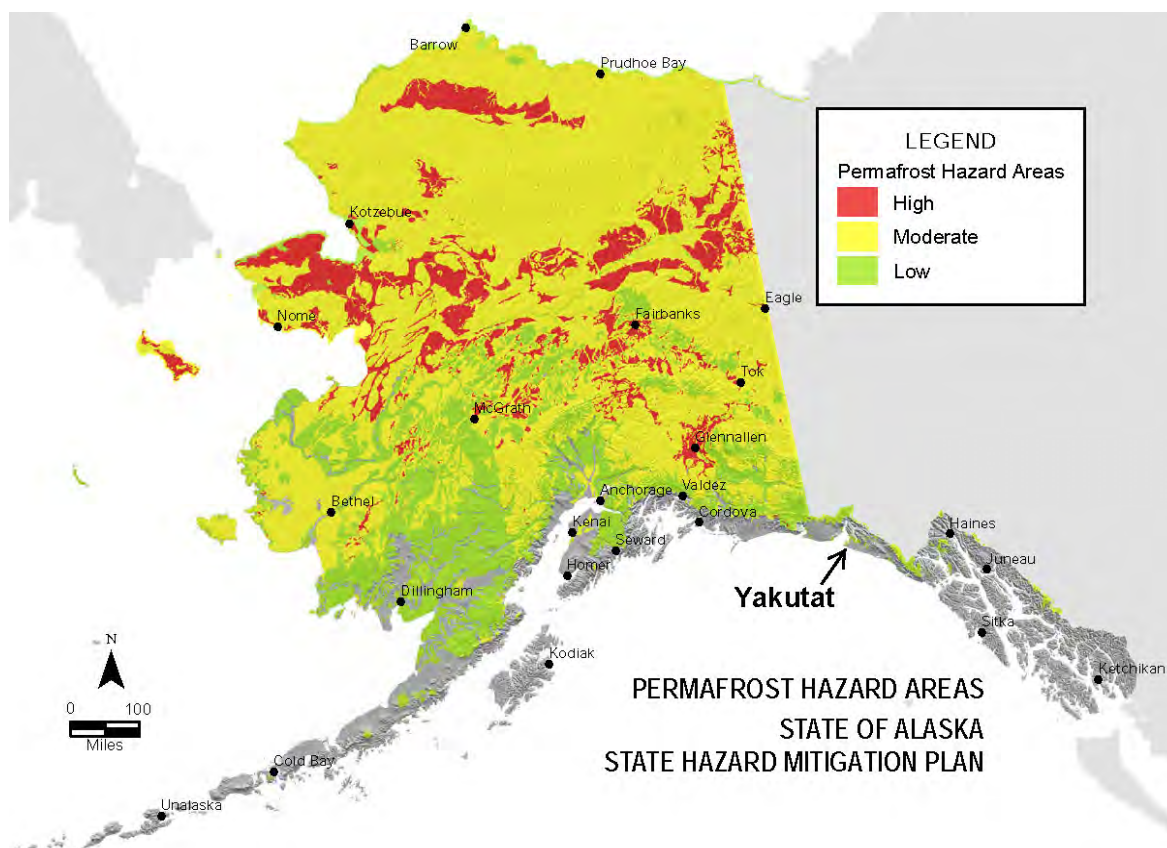 Barrow
Prudhoe Bay
LEGEND
Permafrost Hazard Areas
High
Moderate
Low
Kotzebue
Eagle
Nome
Fairbanks
Tok
McGrath
Glennallen
Bethel
Anchorage
Valdez
Kenai
Cordova
Seward
Haines
Homer
Juneau
Yakutat
Dillingham
Sitka
Kodiak
Ketchikan
N
0 100
Miles
PERMAFROST HAZARD AREAS
STATE OF ALASKA
STATE HAZARD MITIGATION PLAN
Cold Bay
Unalaska